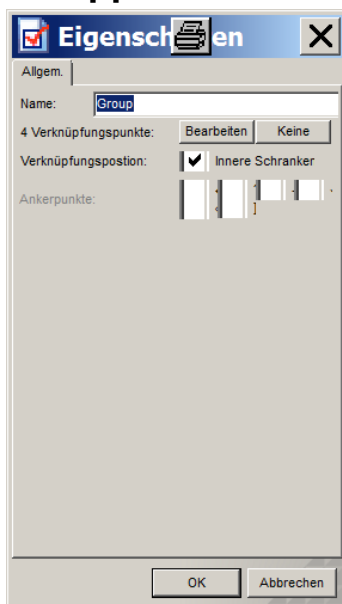 Eigensch en
Allgem.
Name: Group
4 Verknüpfungspunkte: Bearbeiten Keine
Verknüpfungspostion: Innere Schranker
Ankerpunkte:
OK Abbrechen